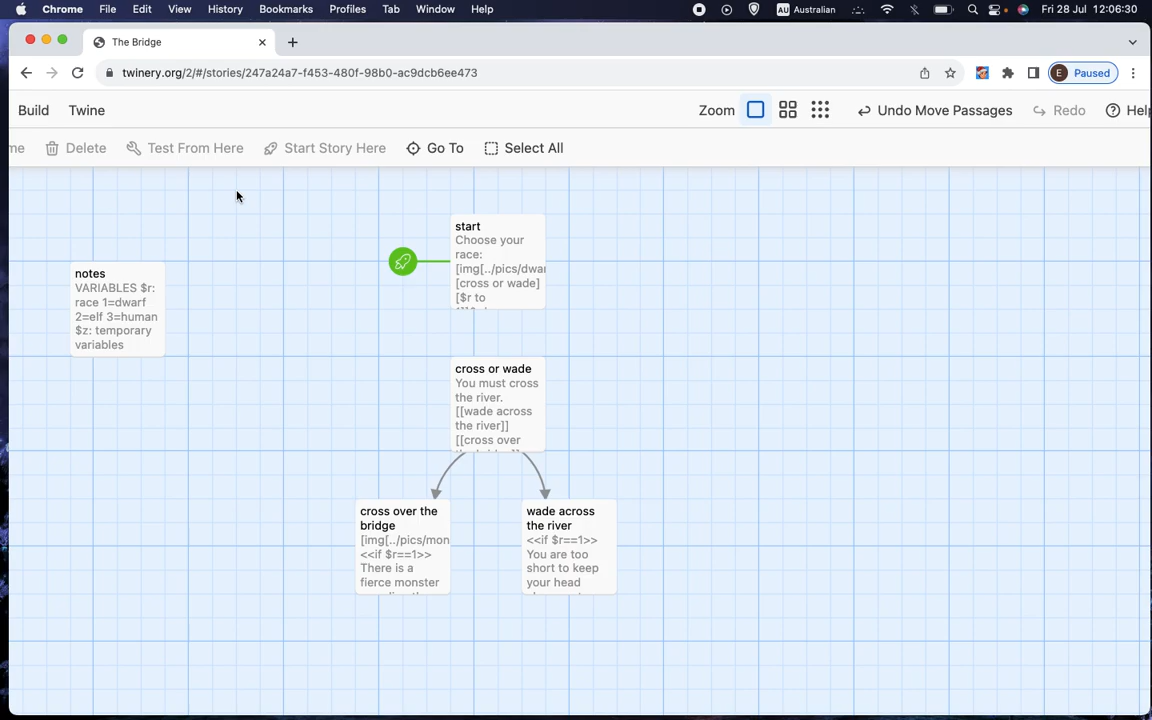 Chrome File Edit View History Bookmarks Profiles Tab Window Help AU Australian Fri 28 Jul 12:06:30
The Bridge
twinery.org/2/#/stories/247a24a7-f453-480f-98b0-ac9dcb6ee473 E Paused
Build Twine Zoom Undo Move Passages Redo Help
me Delete Test From Here Start Story Here Go To Select All
start
Choose your
race:
[img[../pics/dwar
[cross or wade]
[$r to
notes
VARIABLES $r:
race 1=dwarf
2=elf 3=human
$z: temporary
variables
cross or wade
You must cross
the river.
[[wade across
the river]]
[[cross over
cross over the
bridge
[img[../pics/mon
<<if $r==1>>
There is a
fierce monster
wade across
the river
<<if $r==1>>
You are too
short to keep
your head